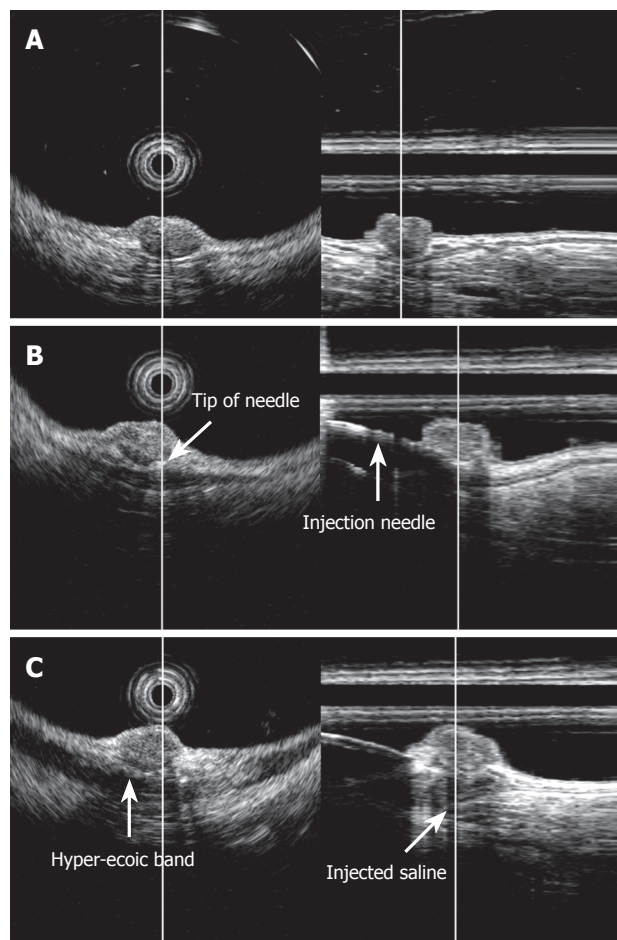 A
B
Tip of needle
Injection needle
C
Hyper-ecoic band
Injected saline